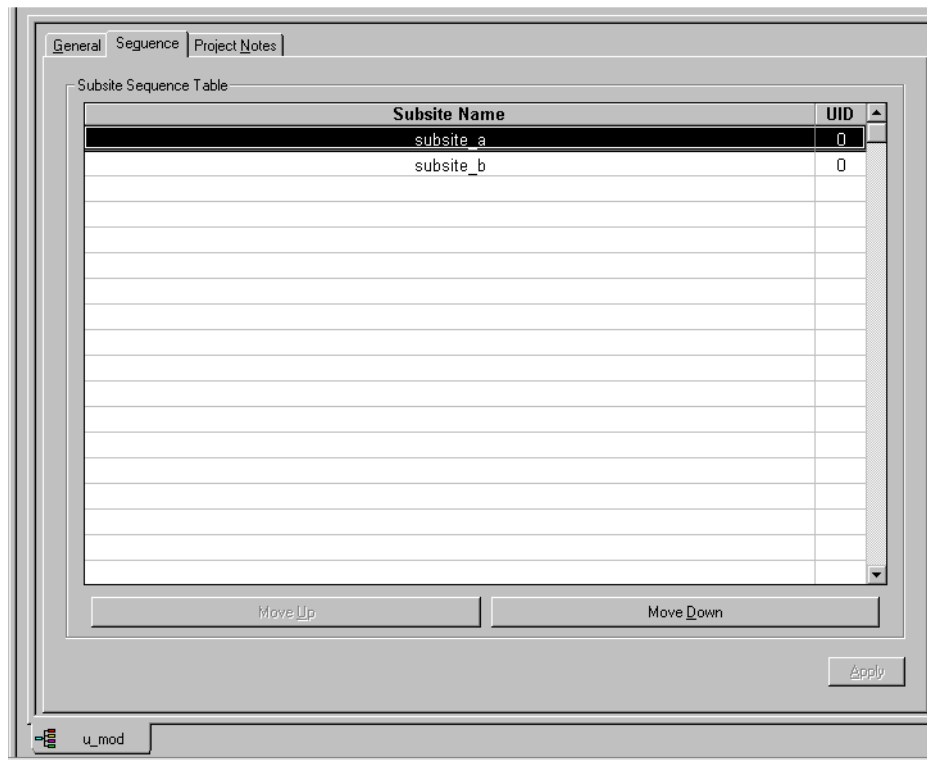 General Seguence Project Notes
Subsite Sequence Table
Subsite Name UID
subsite_a 0
subsite_b 0
Move Up Move Down
Apply
u_mod